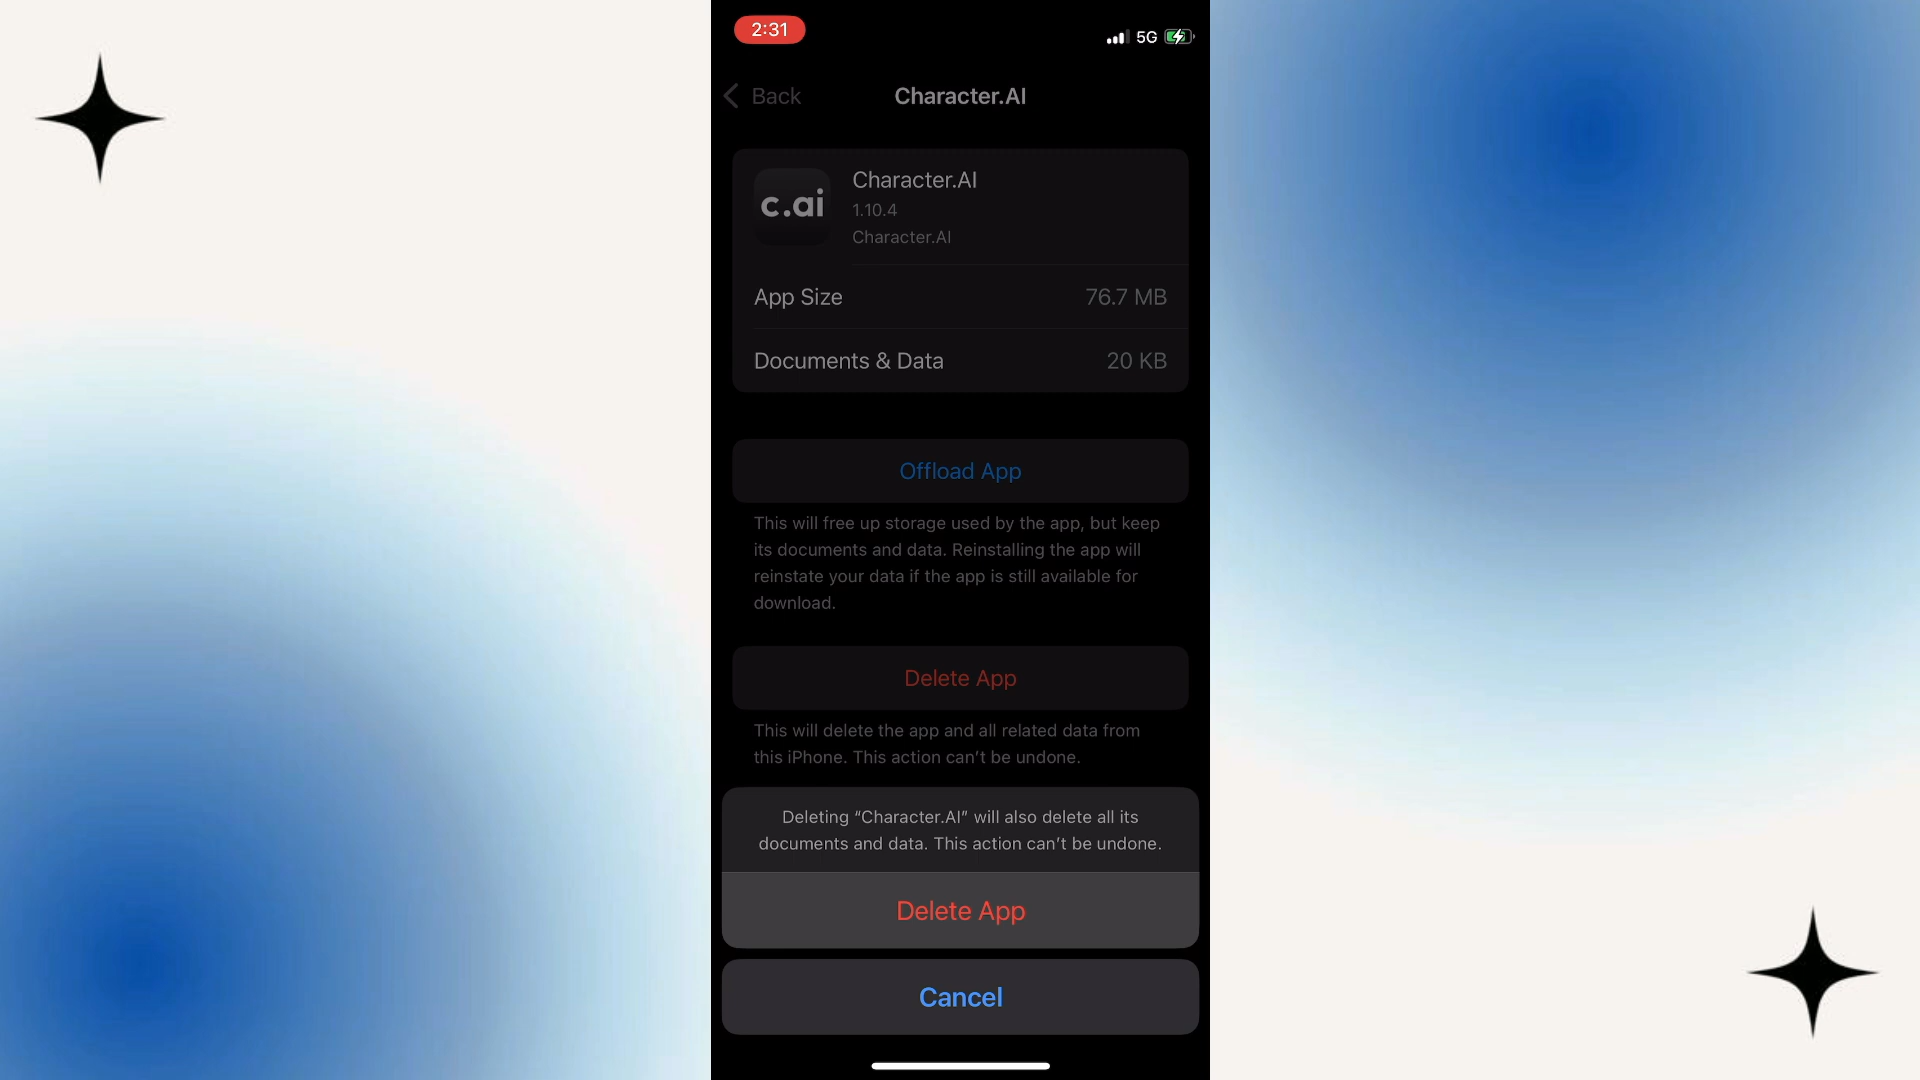 2:31
5G
Back
Character.AI
c.ai
Character.AI
1.10.4
Character.AI
App Size 76.7 MB
Documents & Data 20 KB
Offload App
This will free up storage used by the app, but keep
its documents and data. Reinstalling the app will
reinstate your data if the app is still available for
download.
Delete App
This will delete the app and all related data from
this iPhone. This action can’t be undone.
Deleting “Character.AI” will also delete all its
documents and data. This action can’t be undone.
Delete App
Cancel